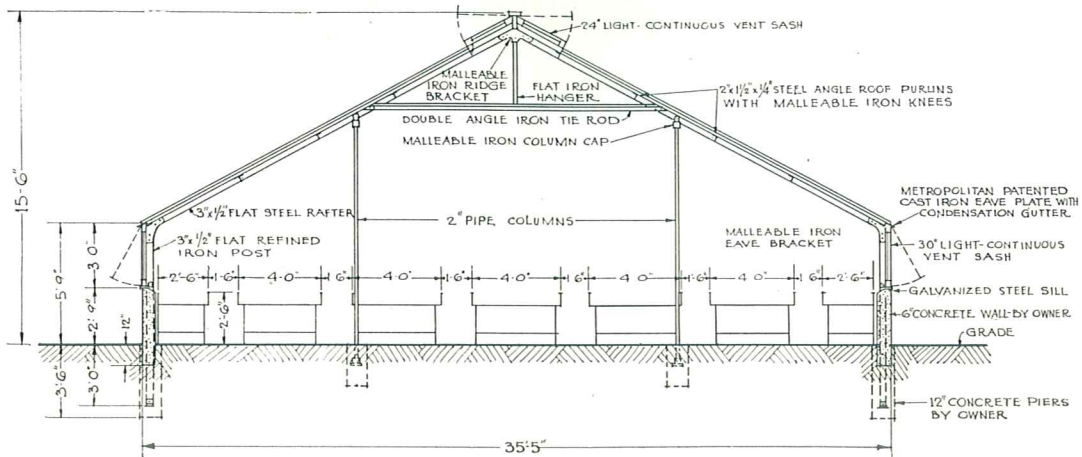 24" LIGHT-CONTINUOUS VENT SASH
MALLEABLE
IRON RIDGE
BRACKET
FLAT IRON
HANGER
2"x1½"x¼" STEEL ANGLE ROOF PURLINS
WITH MALLEABLE IRON KNEES
DOUBLE ANGLE IRON TIE ROD
MALLEABLE IRON COLUMN CAP
15'-6"
METROPOLITAN PATENTED
CAST IRON EAVE PLATE WITH
CONDENSATION GUTTER
3"x½" FLAT STEEL RAFTER
2" PIPE COLUMNS
3"x½" FLAT REFINED
IRON POST
MALLEABLE IRON
EAVE BRACKET
30" LIGHT-CONTINUOUS
VENT SASH
5'-9"
3'0"
2'-6" 1'-6" 4'-0" 1'6" 4'-0" 1'6" 4'-0" 1'6" 4'-0" 1'-6" 4'-0" 1'6" 2'-6"
GALVANIZED STEEL SILL
2'-9"
12"
2'-6"
6" CONCRETE WALL-BY OWNER
GRADE
3'6"
3'0"
12" CONCRETE PIERS
BY OWNER
35'5"